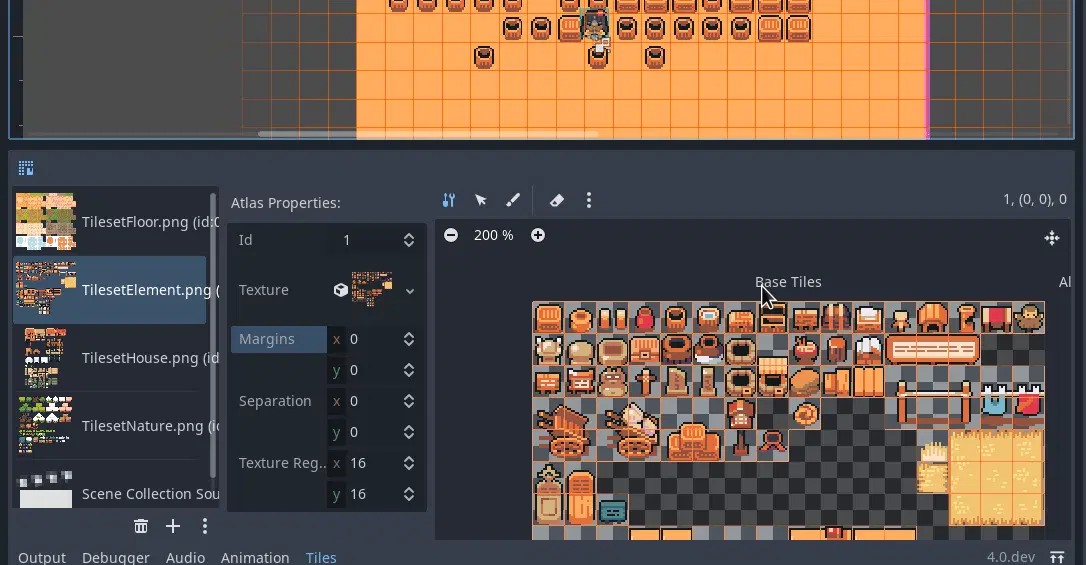 TilesetFloor.png (id:0
TilesetElement.png (
TilesetHouse.png (id
TilesetNature.png (ic
Scene Collection Sou
Atlas Properties:
Id 1
Texture
Margins x 0
y 0
Separation x 0
y 0
Texture Reg.. x 16
y 16
1, (0, 0), 0
200 %
Base Tiles Al
Output Debugger Audio Animation Tiles 4.0.dev